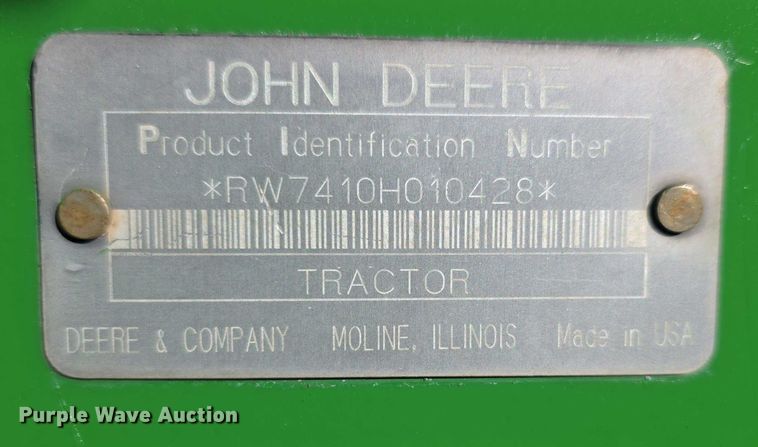 JOHN DEERE
Product Identification Number
*RW7410H010428*
TRACTOR
DEERE & COMPANY MOLINE, ILLINOIS Made in USA
Purple Wave Auction